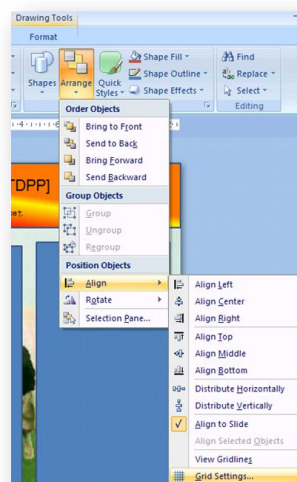 Drawing Tools
Format
Shapes
Arrange
Quick Styles
Shape Fill
Shape Outline
Shape Effects
Find
Replace
Select
Editing
Order Objects
Bring to Front
Send to Back
Bring Forward
Send Backward
Group Objects
Group
Ungroup
Regroup
Position Objects
Align
Rotate
Selection Pane...
Align Left
Align Center
Align Right
Align Top
Align Middle
Align Bottom
Distribute Horizontally
Distribute Vertically
Align to Slide
Align Selected Objects
View Gridlines
Grid Settings...
TDPP]